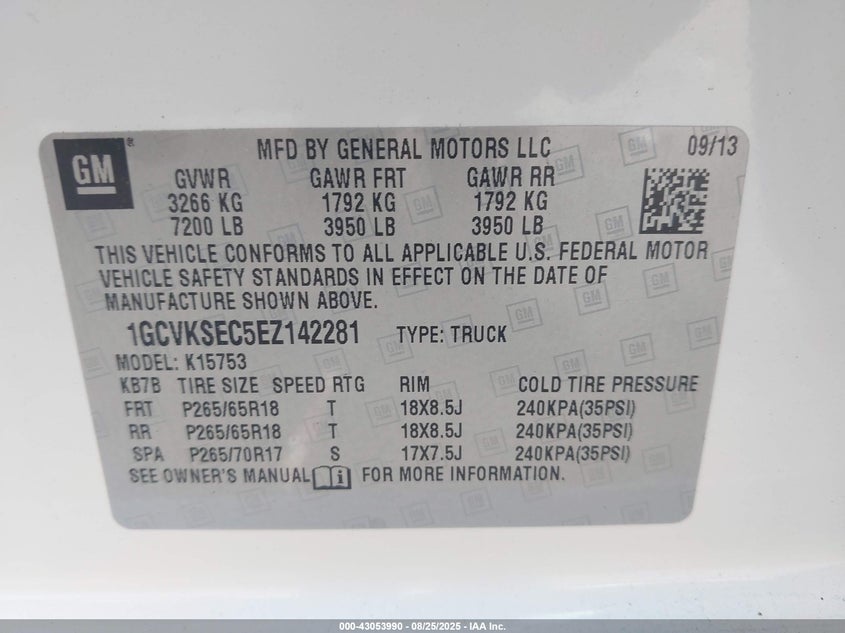 GM®
MFD BY GENERAL MOTORS LLC 09/13
GVWR GAWR FRT GAWR RR
3266 KG 1792 KG 1792 KG
7200 LB 3950 LB 3950 LB
THIS VEHICLE CONFORMS TO ALL APPLICABLE U.S. FEDERAL MOTOR
VEHICLE SAFETY STANDARDS IN EFFECT ON THE DATE OF
MANUFACTURE SHOWN ABOVE.
1GCVKSEC5EZ142281 TYPE: TRUCK
MODEL: K15753
KB7B TIRE SIZE SPEED RTG RIM COLD TIRE PRESSURE
FRT P265/65R18 T 18X8.5J 240KPA(35PSI)
RR P265/65R18 T 18X8.5J 240KPA(35PSI)
SPA P265/70R17 S 17X7.5J 240KPA(35PSI)
SEE OWNER'S MANUAL i FOR MORE INFORMATION.
000-43053990 - 08/25/2025 - IAA Inc.